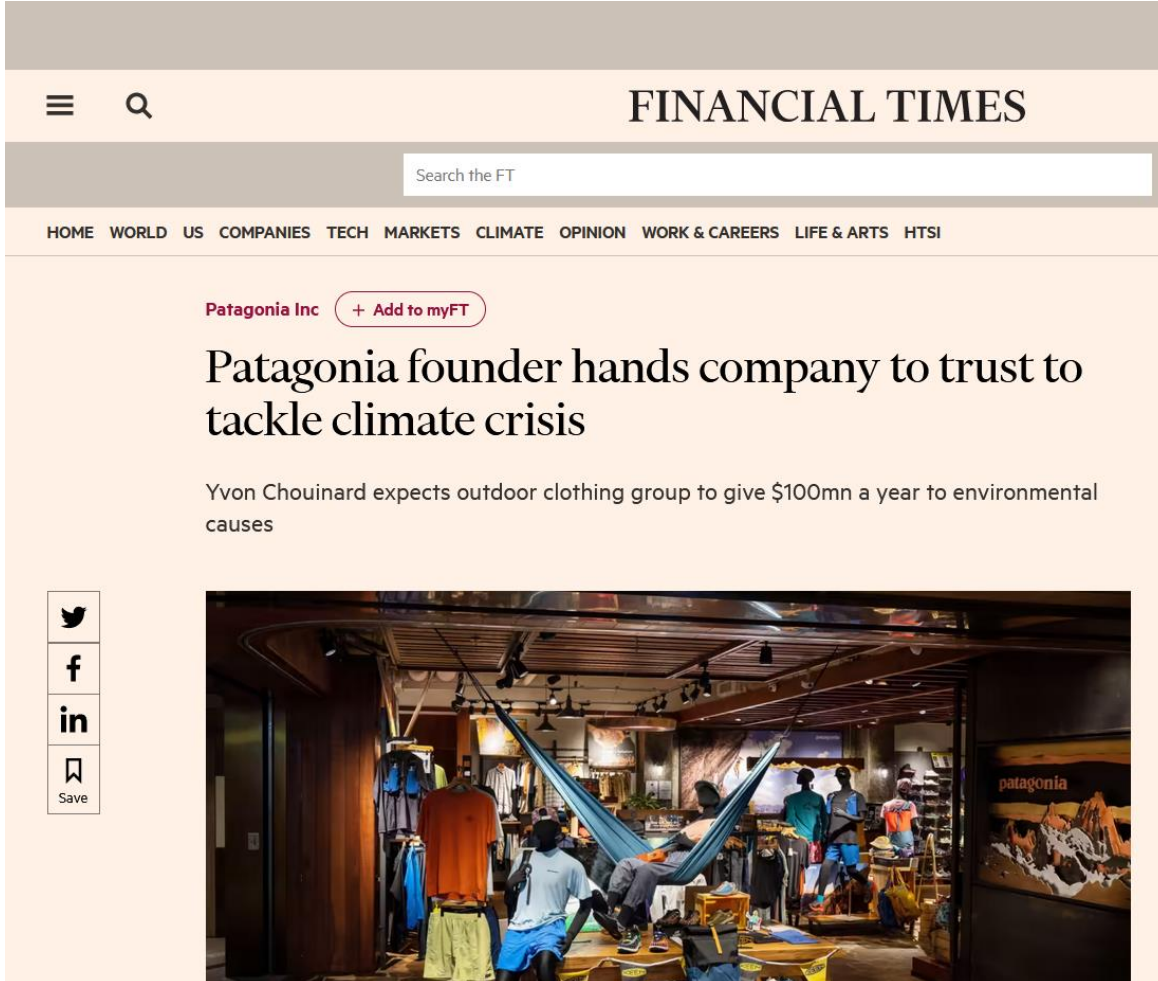 FINANCIAL TIMES
Search the FT
HOME WORLD US COMPANIES TECH MARKETS CLIMATE OPINION WORK & CAREERS LIFE & ARTS HTSI
Patagonia Inc + Add to myFT
Patagonia founder hands company to trust to
tackle climate crisis
Yvon Chouinard expects outdoor clothing group to give $100mn a year to environmental
causes
f
in
Save
patagonia